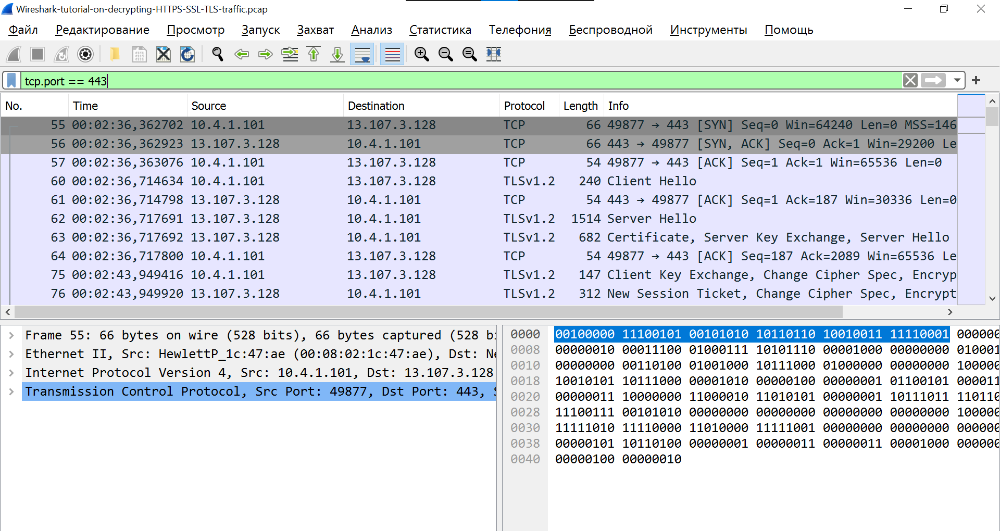 Wireshark-tutorial-on-decrypting-HTTPS-SSL-TLS-traffic.pcap
Файл Редактирование Просмотр Запуск Захват Анализ Статистика Телефония Беспроводной Инструменты Помощь
tcp.port == 443
No. Time Source Destination Protocol Length Info
55 00:02:36,362702 10.4.1.101 13.107.3.128 TCP 66 49877 → 443 [SYN] Seq=0 Win=64240 Len=0 MSS=146
56 00:02:36,362923 13.107.3.128 10.4.1.101 TCP 66 443 → 49877 [SYN, ACK] Seq=0 Ack=1 Win=29200 Le
57 00:02:36,363076 10.4.1.101 13.107.3.128 TCP 54 49877 → 443 [ACK] Seq=1 Ack=1 Win=65536 Len=0
60 00:02:36,714634 10.4.1.101 13.107.3.128 TLSv1.2 240 Client Hello
61 00:02:36,714798 13.107.3.128 10.4.1.101 TCP 54 443 → 49877 [ACK] Seq=1 Ack=187 Win=30336 Len=0
62 00:02:36,717691 13.107.3.128 10.4.1.101 TLSv1.2 1514 Server Hello
63 00:02:36,717692 13.107.3.128 10.4.1.101 TLSv1.2 682 Certificate, Server Key Exchange, Server Hello
64 00:02:36,717800 10.4.1.101 13.107.3.128 TCP 54 49877 → 443 [ACK] Seq=187 Ack=2089 Win=65536 Le
75 00:02:43,949416 10.4.1.101 13.107.3.128 TLSv1.2 147 Client Key Exchange, Change Cipher Spec, Encryp
76 00:02:43,949920 13.107.3.128 10.4.1.101 TLSv1.2 312 New Session Ticket, Change Cipher Spec, Encrypt
Frame 55: 66 bytes on wire (528 bits), 66 bytes captured (528 b
Ethernet II, Src: HewlettP_1c:47:ae (00:08:02:1c:47:ae), Dst: Ne
Internet Protocol Version 4, Src: 10.4.1.101, Dst: 13.107.3.128
Transmission Control Protocol, Src Port: 49877, Dst Port: 443, S
0000 00100000 11100101 00101010 10110110 10010011 11110001 000000
0008 00000010 00011100 01000111 10101110 00001000 00000000 010001
0010 00000000 00110100 01001000 10111000 01000000 00000000 100000
0018 10010101 10111000 00001010 00000100 00000001 01100101 000011
0020 00000011 10000000 11000010 11010101 00000001 10111011 110110
0028 11100111 00101010 00000000 00000000 00000000 00000000 100000
0030 11111010 11110000 11010000 11111001 00000000 00000000 000000
0038 00000101 10110100 00000001 00000011 00000011 00001000 000000
0040 00000100 00000010